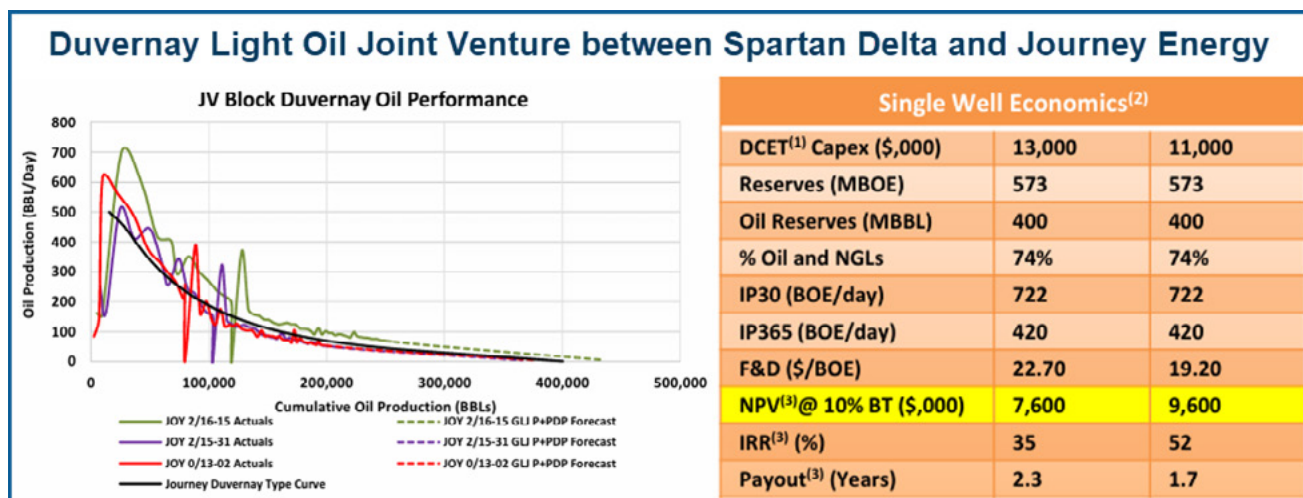 Duvernay Light Oil Joint Venture between Spartan Delta and Journey Energy
JV Block Duvernay Oil Performance
Oil Production (BBL/Day)
800
700
600
500
400
300
200
100
0
0
100,000
200,000
300,000
400,000
500,000
Cumulative Oil Production (BBLs)
JOY 2/16-15 Actuals
JOY 2/16-15 GLJ P+PDP Forecast
JOY 2/15-31 Actuals
JOY 2/15-31 GLJ P+PDP Forecast
JOY 0/13-02 Actuals
JOY 0/13-02 GLJ P+PDP Forecast
Journey Duvernay Type Curve
Single Well Economics(2)
DCET(1) Capex ($,000) 13,000 11,000
Reserves (MBOE) 573 573
Oil Reserves (MBBL) 400 400
% Oil and NGLs 74% 74%
IP30 (BOE/day) 722 722
IP365 (BOE/day) 420 420
F&D ($/BOE) 22.70 19.20
NPV(3)@ 10% BT ($,000) 7,600 9,600
IRR(3) (%) 35 52
Payout(3) (Years) 2.3 1.7